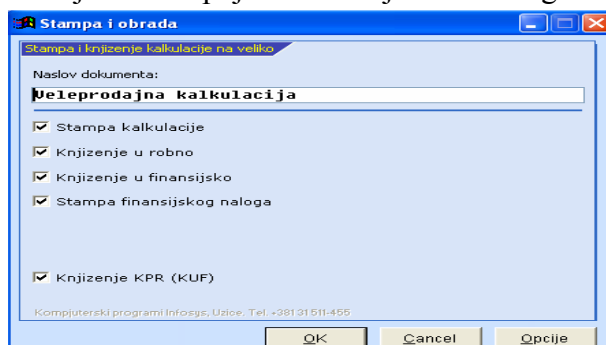 Stampa i obrada
Stampa i knjizenje kalkulacije na veliko
Naslov dokumenta:
Veleprodajna kalkulacija
Stampa kalkulacije
Knjizenje u robno
Knjizenje u finansijsko
Stampa finansijskog naloga
Knjizenje KPR (KUF)
Kompjuterski programi Infosys, Uzice. Tel. +381 31 511-455
OK Cancel Opcije